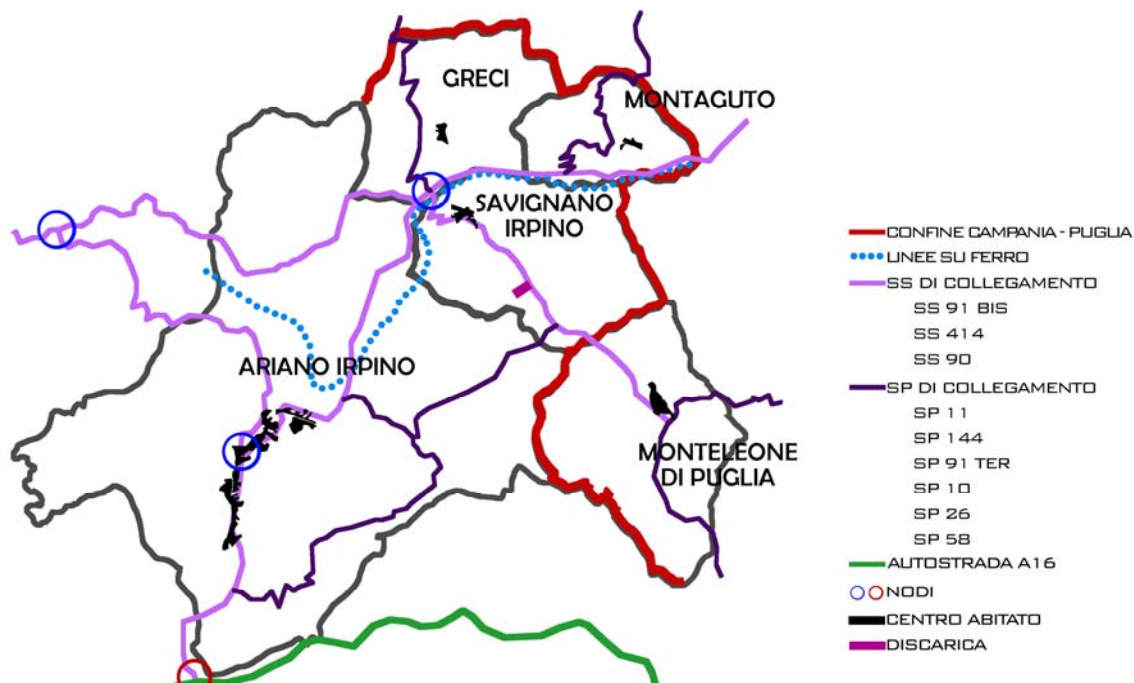 GRECI
MONTAGUTO
SAVIGNANO
IRPINO
ARIANO IRPINO
MONTELEONE
DI PUGLIA
CONFINE CAMPANIA - PUGLIA
LINEE SU FERRO
SS DI COLLEGAMENTO
SS 91 BIS
SS 414
SS 90
SP DI COLLEGAMENTO
SP 11
SP 144
SP 91 TER
SP 10
SP 26
SP 58
AUTOSTRADA A16
NODI
CENTRO ABITATO
DISCARICA